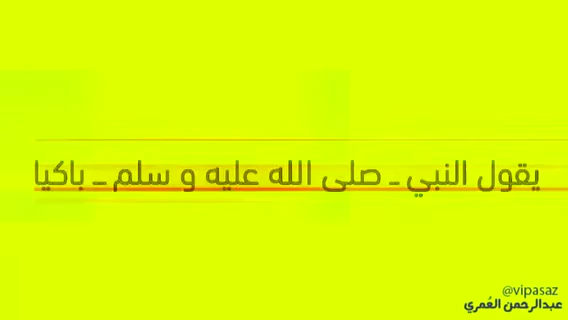 يقول النبي ـ صلى الله عليه و سلم ـ باكيا
@vipasaz
عبدالرحمن العُمري